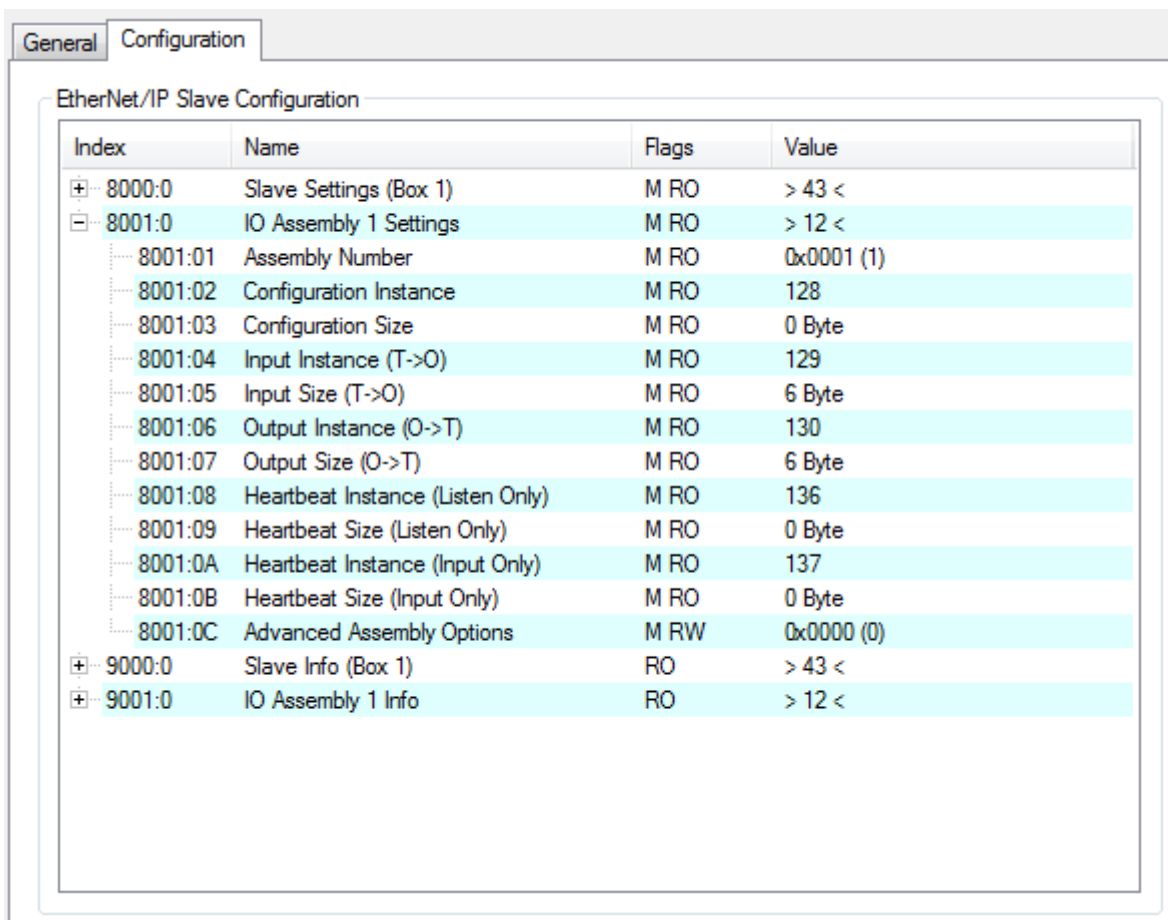 General Configuration
EtherNet/IP Slave Configuration
Index Name Flags Value
8000:0 Slave Settings (Box 1) M RO > 43 <
8001:0 IO Assembly 1 Settings M RO > 12 <
8001:01 Assembly Number M RO 0x0001 (1)
8001:02 Configuration Instance M RO 128
8001:03 Configuration Size M RO 0 Byte
8001:04 Input Instance (T->O) M RO 129
8001:05 Input Size (T->O) M RO 6 Byte
8001:06 Output Instance (O->T) M RO 130
8001:07 Output Size (O->T) M RO 6 Byte
8001:08 Heartbeat Instance (Listen Only) M RO 136
8001:09 Heartbeat Size (Listen Only) M RO 0 Byte
8001:0A Heartbeat Instance (Input Only) M RO 137
8001:0B Heartbeat Size (Input Only) M RO 0 Byte
8001:0C Advanced Assembly Options M RW 0x0000 (0)
9000:0 Slave Info (Box 1) RO > 43 <
9001:0 IO Assembly 1 Info RO > 12 <